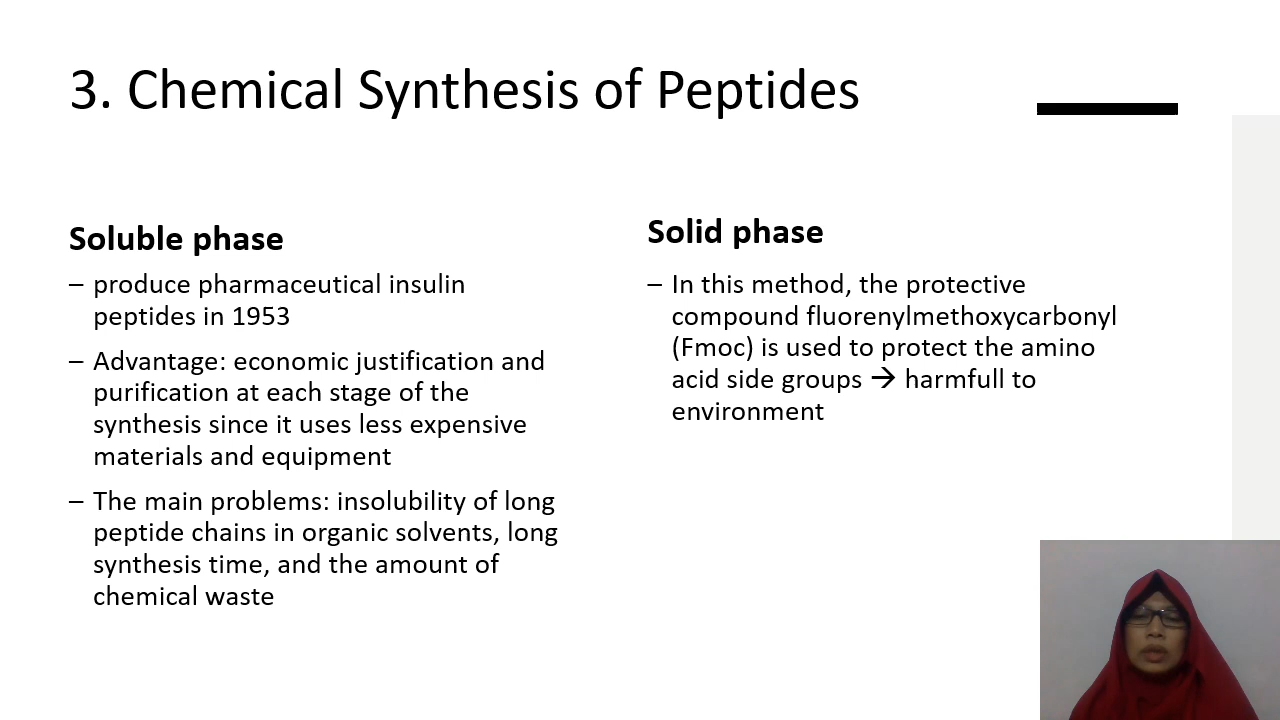 3. Chemical Synthesis of Peptides
Soluble phase
– produce pharmaceutical insulin
peptides in 1953
– Advantage: economic justification and
purification at each stage of the
synthesis since it uses less expensive
materials and equipment
– The main problems: insolubility of long
peptide chains in organic solvents, long
synthesis time, and the amount of
chemical waste
Solid phase
– In this method, the protective
compound fluorenylmethoxycarbonyl
(Fmoc) is used to protect the amino
acid side groups → harmfull to
environment